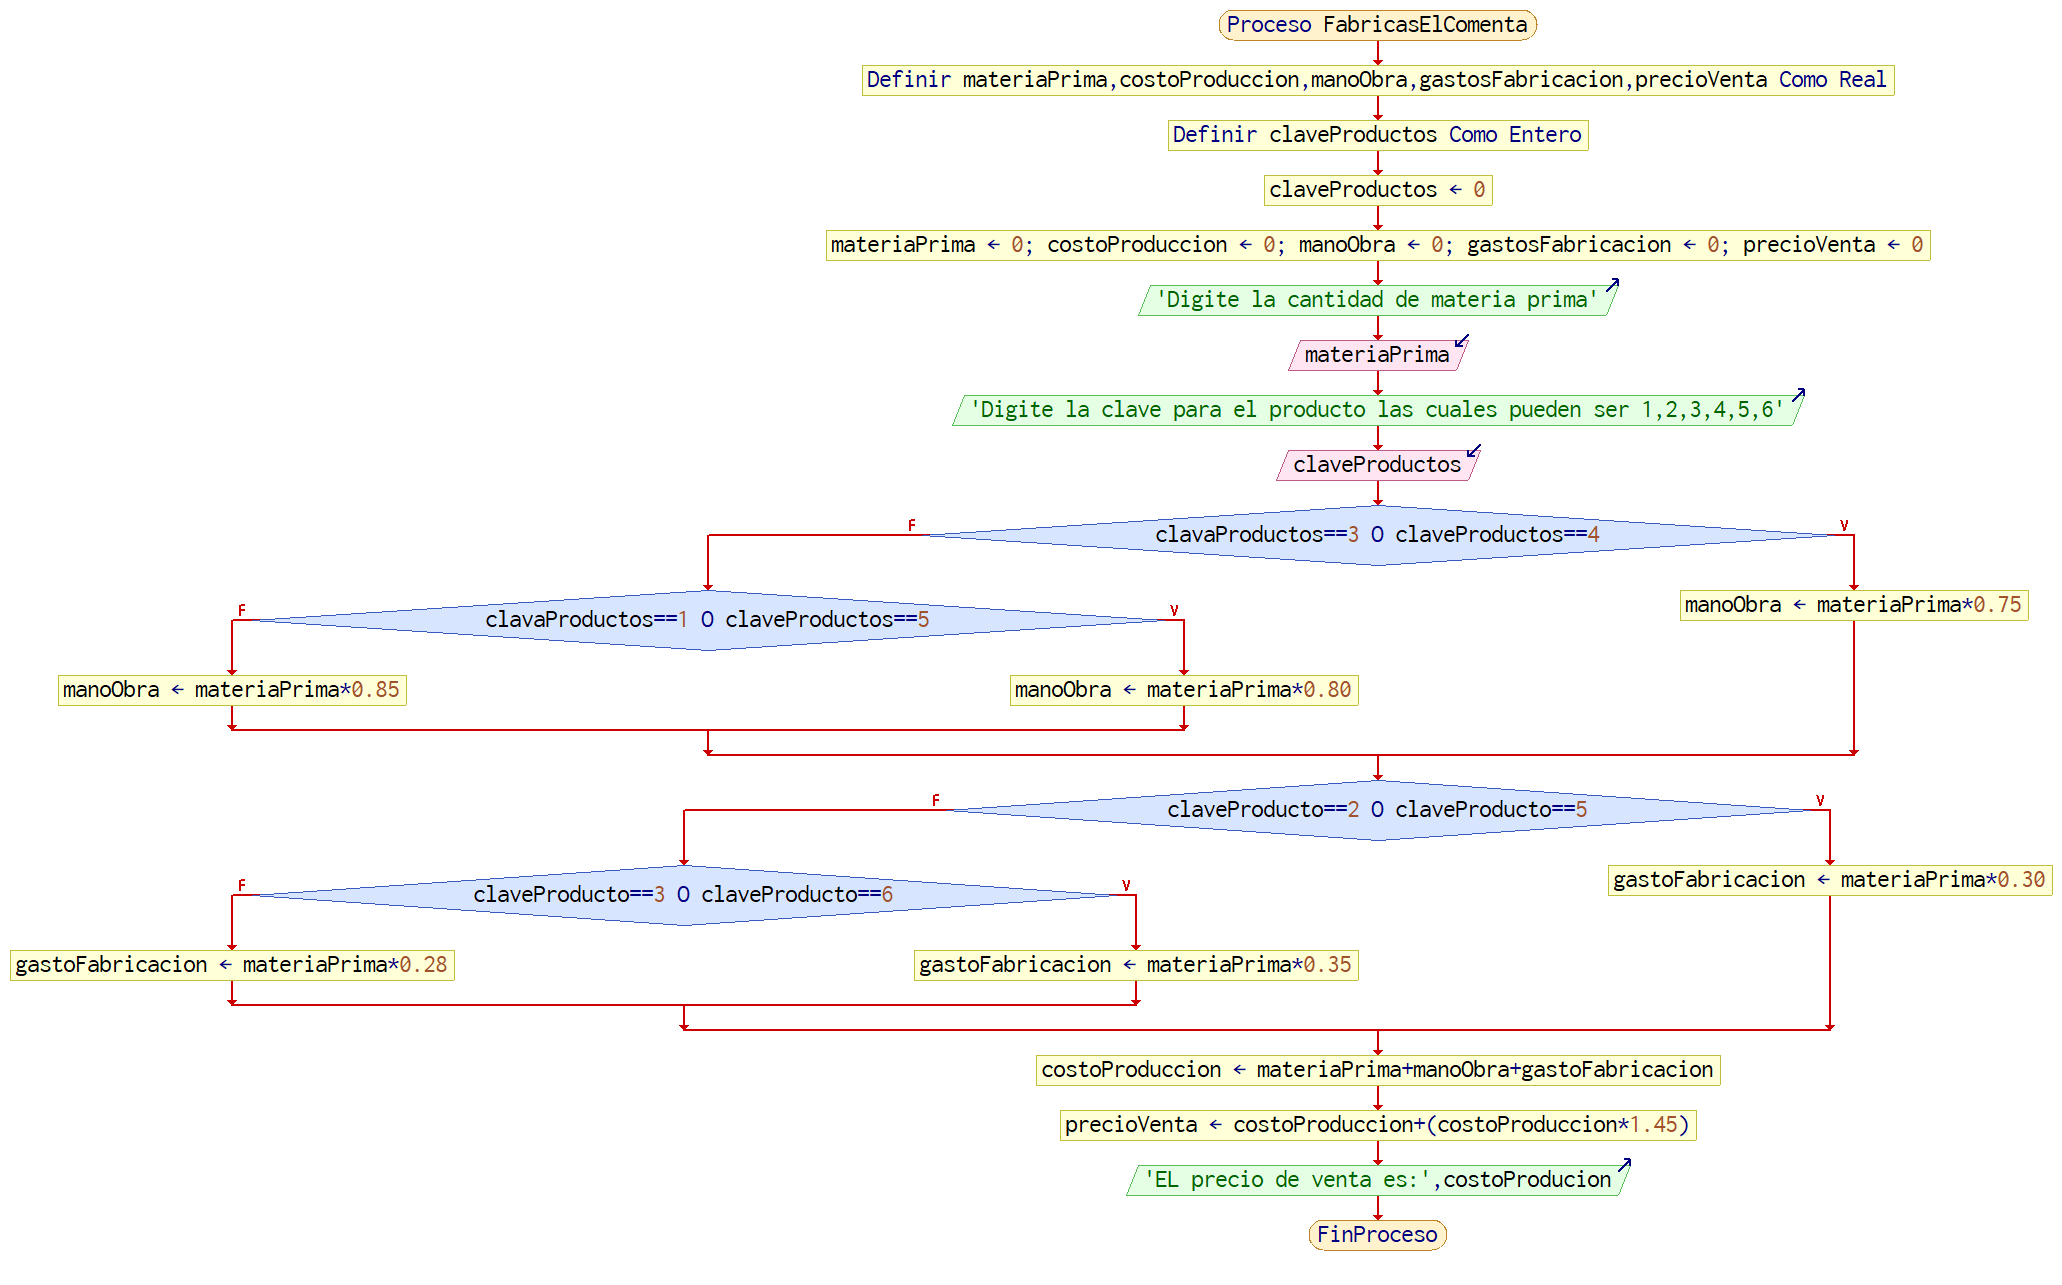 Proceso FabricasElComenta
Definir materiaPrima,costoProduccion,manoObra,gastosFabricacion,precioVenta Como Real
Definir claveProductos Como Entero
claveProductos ← 0
materiaPrima ← 0; costoProduccion ← 0; manoObra ← 0; gastosFabricacion ← 0; precioVenta ← 0
'Digite la cantidad de materia prima'
materiaPrima
'Digite la clave para el producto las cuales pueden ser 1,2,3,4,5,6'
claveProductos
F
V
clavaProductos==3 O claveProductos==4
manoObra ← materiaPrima*0.75
F
V
clavaProductos==1 O claveProductos==5
manoObra ← materiaPrima*0.85
manoObra ← materiaPrima*0.80
F
V
claveProducto==2 O claveProducto==5
gastoFabricacion ← materiaPrima*0.30
F
V
claveProducto==3 O claveProducto==6
gastoFabricacion ← materiaPrima*0.28
gastoFabricacion ← materiaPrima*0.35
costoProduccion ← materiaPrima+manoObra+gastoFabricacion
precioVenta ← costoProduccion+(costoProduccion*1.45)
'EL precio de venta es:',costoProducion
FinProceso